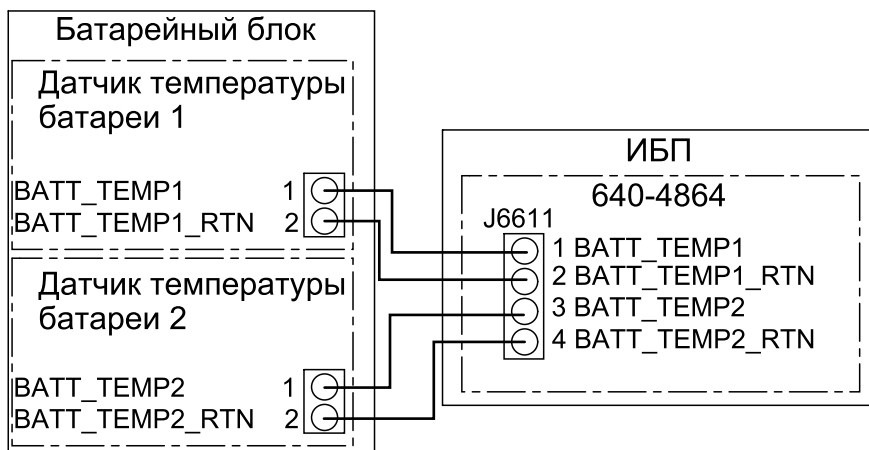 Батарейный блок
Датчик температуры
батареи 1
BATT_TEMP1 1
BATT_TEMP1_RTN 2
Датчик температуры
батареи 2
BATT_TEMP2 1
BATT_TEMP2_RTN 2
ИБП
640-4864
J6611
1 BATT_TEMP1
2 BATT_TEMP1_RTN
3 BATT_TEMP2
4 BATT_TEMP2_RTN